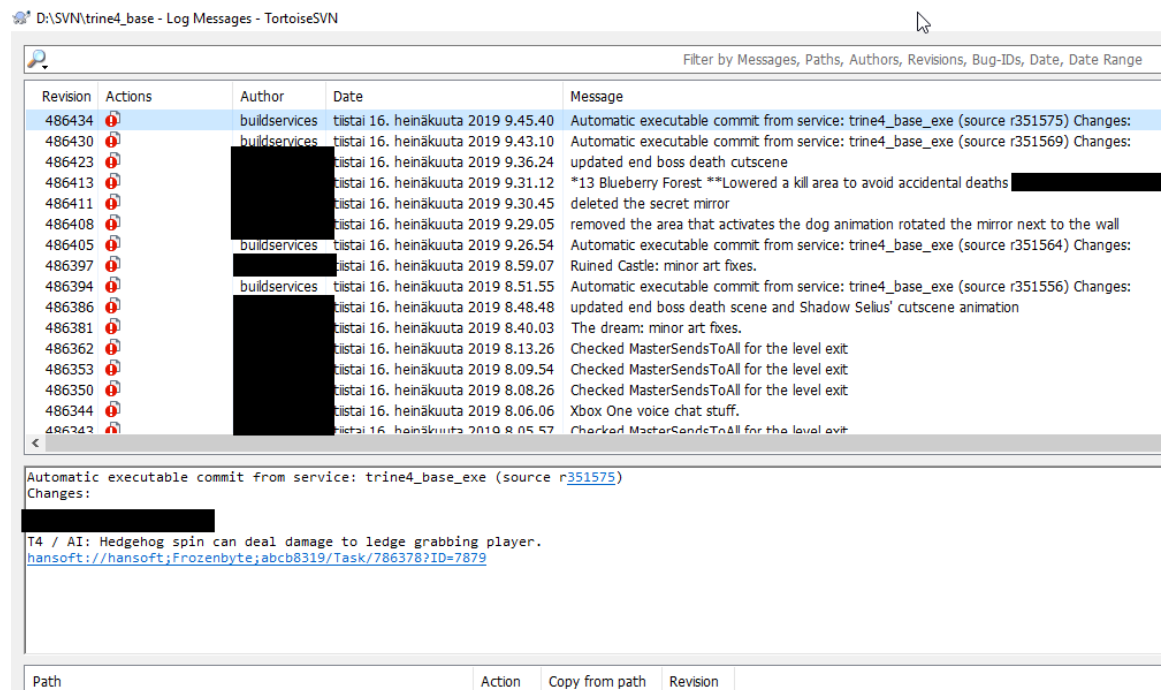 D:\SVN\trine4_base - Log Messages - TortoiseSVN
Filter by Messages, Paths, Authors, Revisions, Bug-IDs, Date, Date Range
Revision Actions Author Date Message
486434 buildservices tiistai 16. heinäkuuta 2019 9.45.40 Automatic executable commit from service: trine4_base_exe (source r351575) Changes:
486430 buildservices tiistai 16. heinäkuuta 2019 9.43.10 Automatic executable commit from service: trine4_base_exe (source r351569) Changes:
486423 tiistai 16. heinäkuuta 2019 9.36.24 updated end boss death cutscene
486413 tiistai 16. heinäkuuta 2019 9.31.12 *13 Blueberry Forest **Lowered a kill area to avoid accidental deaths
486411 tiistai 16. heinäkuuta 2019 9.30.45 deleted the secret mirror
486408 tiistai 16. heinäkuuta 2019 9.29.05 removed the area that activates the dog animation rotated the mirror next to the wall
486405 buildservices tiistai 16. heinäkuuta 2019 9.26.54 Automatic executable commit from service: trine4_base_exe (source r351564) Changes:
486397 tiistai 16. heinäkuuta 2019 8.59.07 Ruined Castle: minor art fixes.
486394 buildservices tiistai 16. heinäkuuta 2019 8.51.55 Automatic executable commit from service: trine4_base_exe (source r351556) Changes:
486386 tiistai 16. heinäkuuta 2019 8.48.48 updated end boss death scene and Shadow Selius' cutscene animation
486381 tiistai 16. heinäkuuta 2019 8.40.03 The dream: minor art fixes.
486362 tiistai 16. heinäkuuta 2019 8.13.26 Checked MasterSendsToAll for the level exit
486353 tiistai 16. heinäkuuta 2019 8.09.54 Checked MasterSendsToAll for the level exit
486350 tiistai 16. heinäkuuta 2019 8.08.26 Checked MasterSendsToAll for the level exit
486344 tiistai 16. heinäkuuta 2019 8.06.06 Xbox One voice chat stuff.
486343 tiistai 16. heinäkuuta 2019 8.05.57 Checked MasterSendsToAll for the level exit
Automatic executable commit from service: trine4_base_exe (source r351575)
Changes:
T4 / AI: Hedgehog spin can deal damage to ledge grabbing player.
hansoft://hansoft;Frozenbyte;abcb8319/Task/786378?ID=7879
Path Action Copy from path Revision